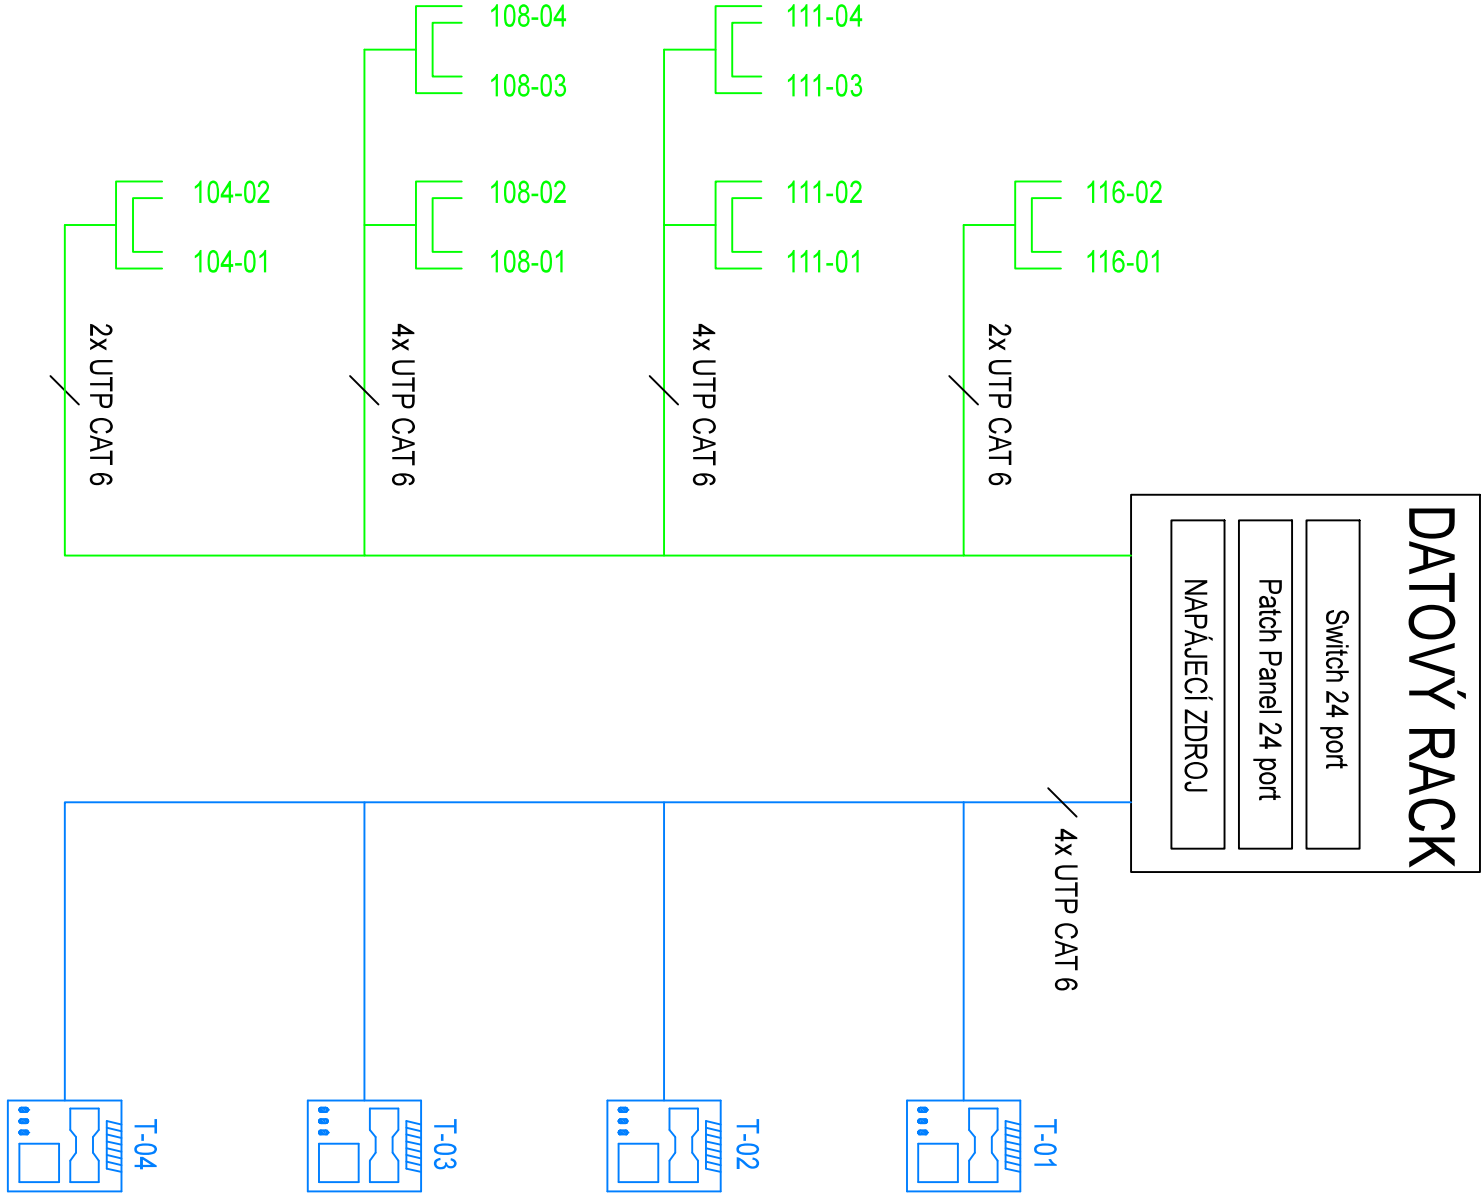 108-04
111-04
108-03
111-03
104-02
108-02
111-02
116-02
104-01
108-01
111-01
116-01
2x UTP CAT 6
4x UTP CAT 6
4x UTP CAT 6
2x UTP CAT 6
DATOVÝ RACK
Switch 24 port
Patch Panel 24 port
NAPÁJECÍ ZDROJ
4x UTP CAT 6
T-04
T-03
T-02
T-01